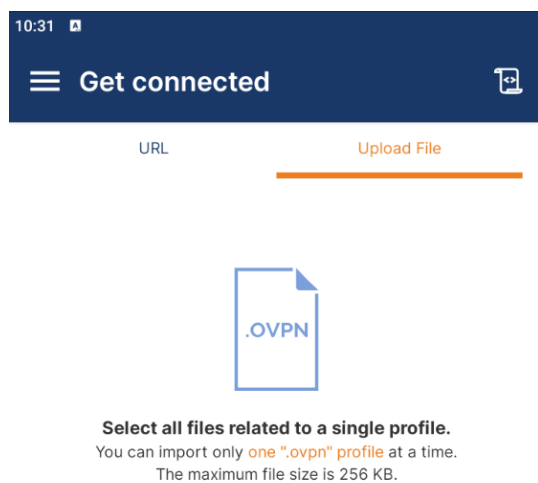 10:31 A
Get connected
URL
Upload File
.OVPN
Select all files related to a single profile.
You can import only one ".ovpn" profile at a time.
The maximum file size is 256 KB.